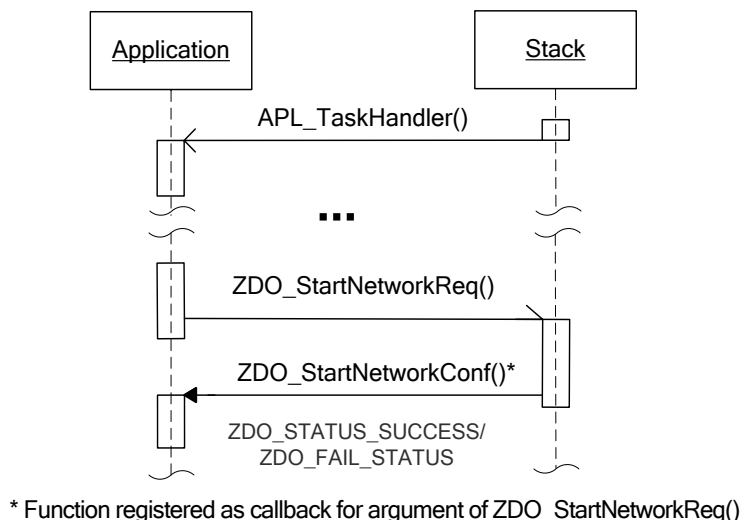 Application
Stack
APL_TaskHandler()
...
ZDO_StartNetworkReq()
ZDO_StartNetworkConf()*
ZDO_STATUS_SUCCESS/
ZDO_FAIL_STATUS
* Function registered as callback for argument of ZDO_StartNetworkReq()